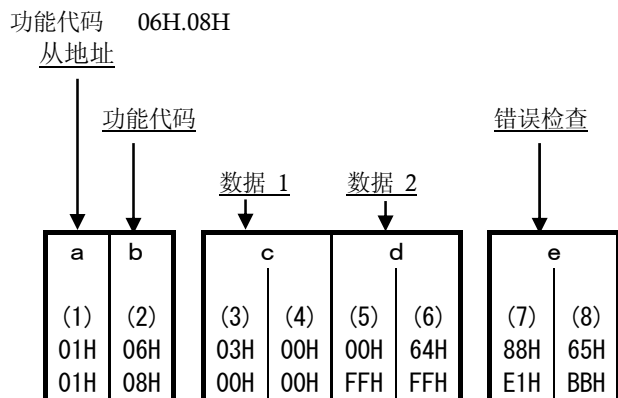 功能代码 06H.08H
从地址
功能代码 错误检查
数据 1 数据 2
a b c d e
(1) (2) (3) (4) (5) (6) (7) (8)
01H 06H 03H 00H 00H 64H 88H 65H
01H 08H 00H 00H FFH FFH E1H BBH